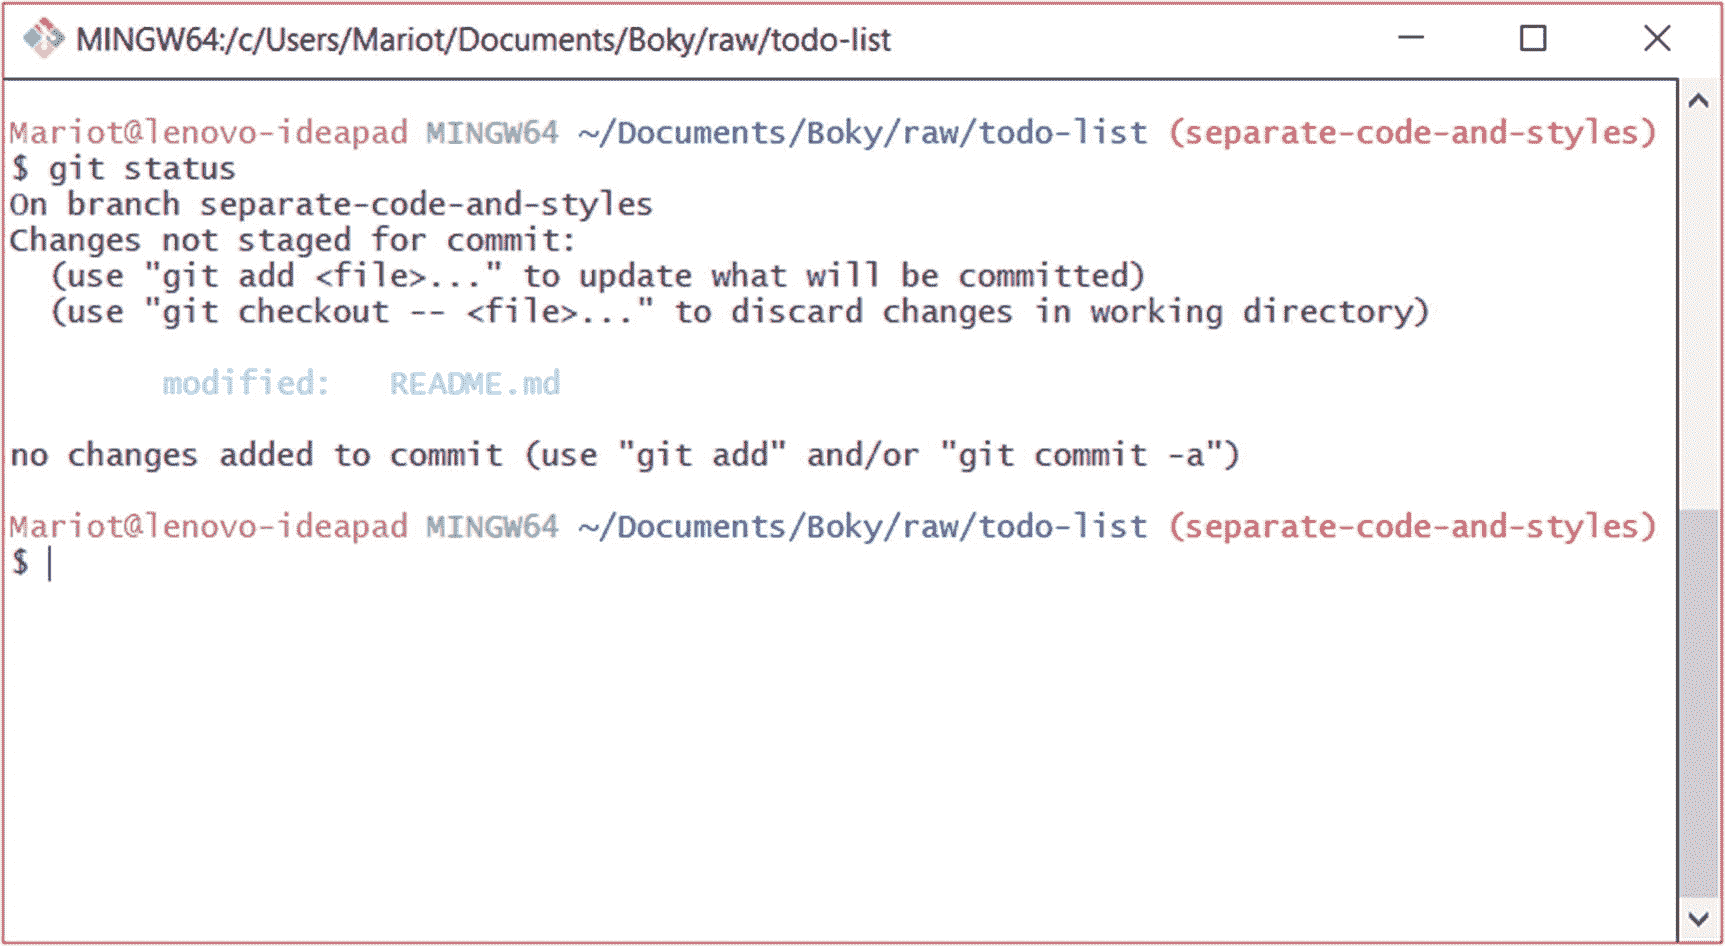 MINGW64:/c/Users/Mariot/Documents/Boky/raw/todo-list
Mariot@lenovo-ideapad MINGW64 ~/Documents/Boky/raw/todo-list (separate-code-and-styles)
$ git status
On branch separate-code-and-styles
Changes not staged for commit:
  (use "git add <file>..." to update what will be committed)
  (use "git checkout -- <file>..." to discard changes in working directory)
        modified:   README.md
no changes added to commit (use "git add" and/or "git commit -a")
Mariot@lenovo-ideapad MINGW64 ~/Documents/Boky/raw/todo-list (separate-code-and-styles)
$